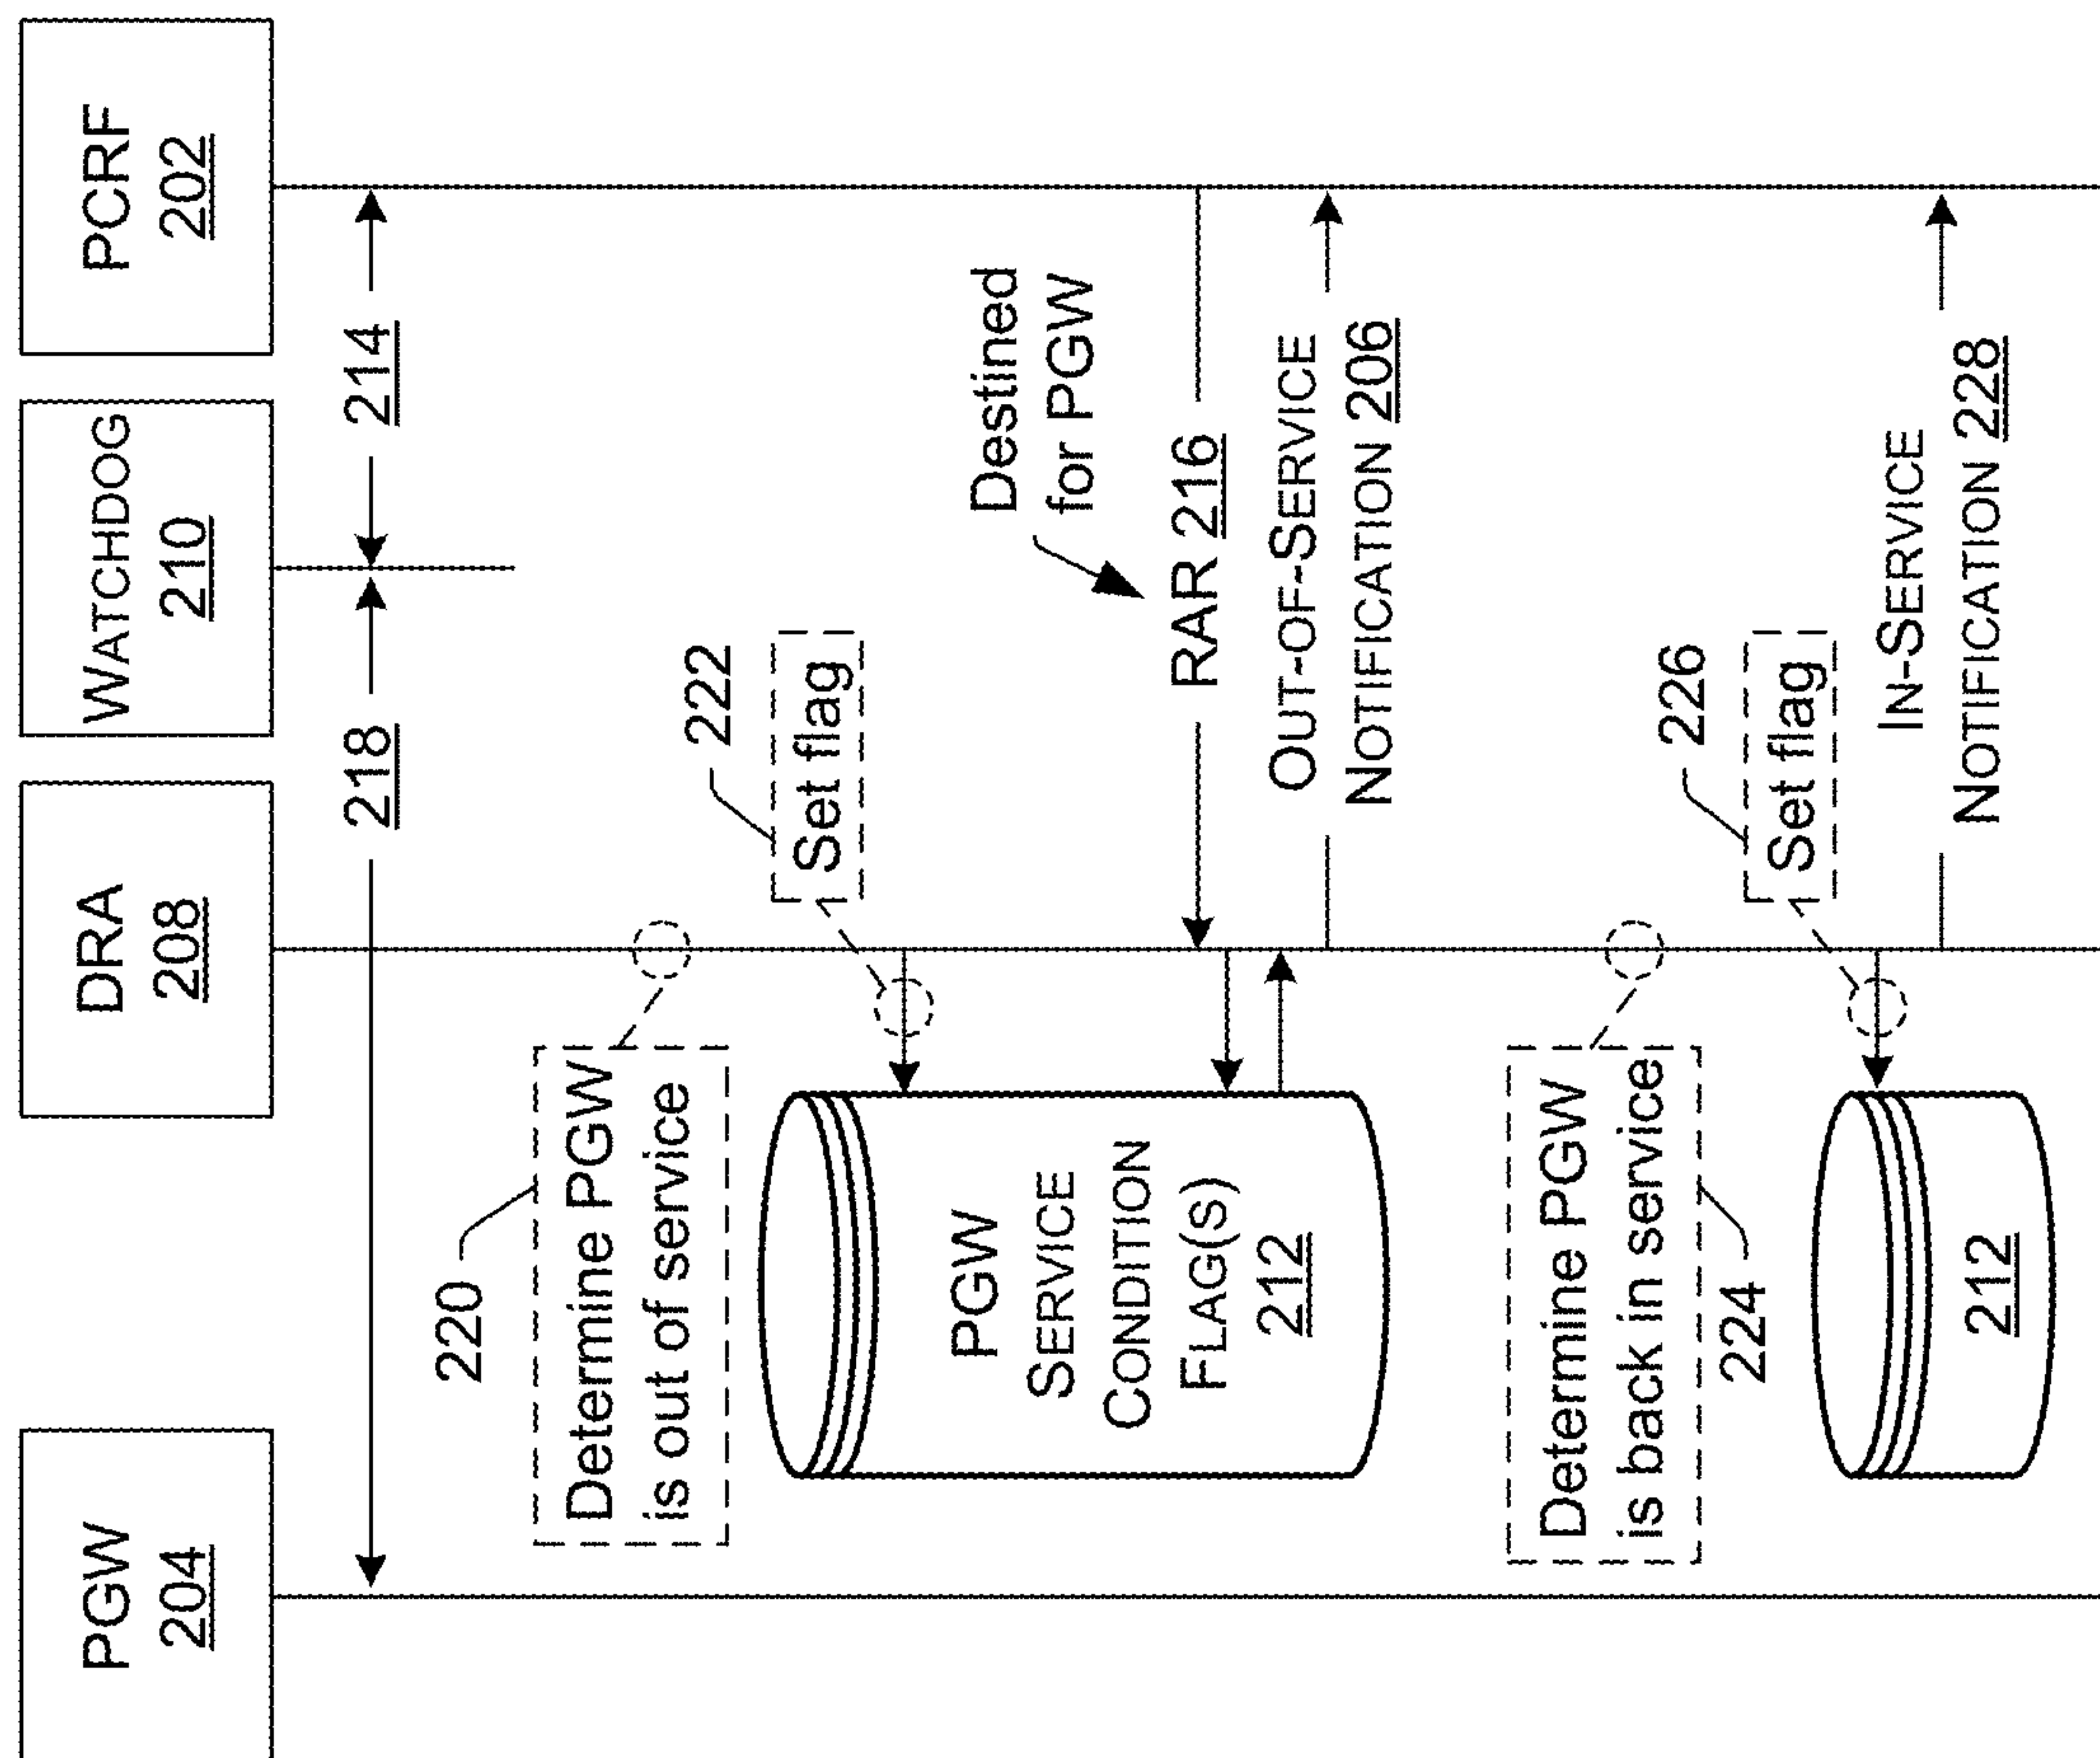 PGW
204
DRA
208
WATCHDOG
210
PCRF
202
218
214
220
Determine PGW
is out of service
222
Set flag
PGW
SERVICE
CONDITION
FLAG(S)
212
Destined
for PGW
RAR 216
OUT-OF-SERVICE
NOTIFICATION 206
Determine PGW
is back in service
224
226
Set flag
212
IN-SERVICE
NOTIFICATION 228